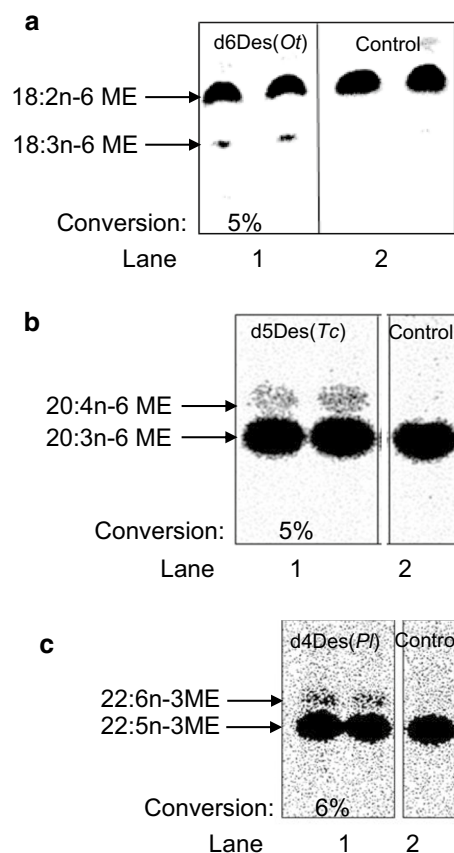 a
d6Des(Ot) Control
18:2n-6 ME
18:3n-6 ME
Conversion: 5%
Lane 1 2
b
d5Des(Tc) Control
20:4n-6 ME
20:3n-6 ME
Conversion: 5%
Lane 1 2
c
d4Des(Pl) Control
22:6n-3ME
22:5n-3ME
Conversion: 6%
Lane 1 2